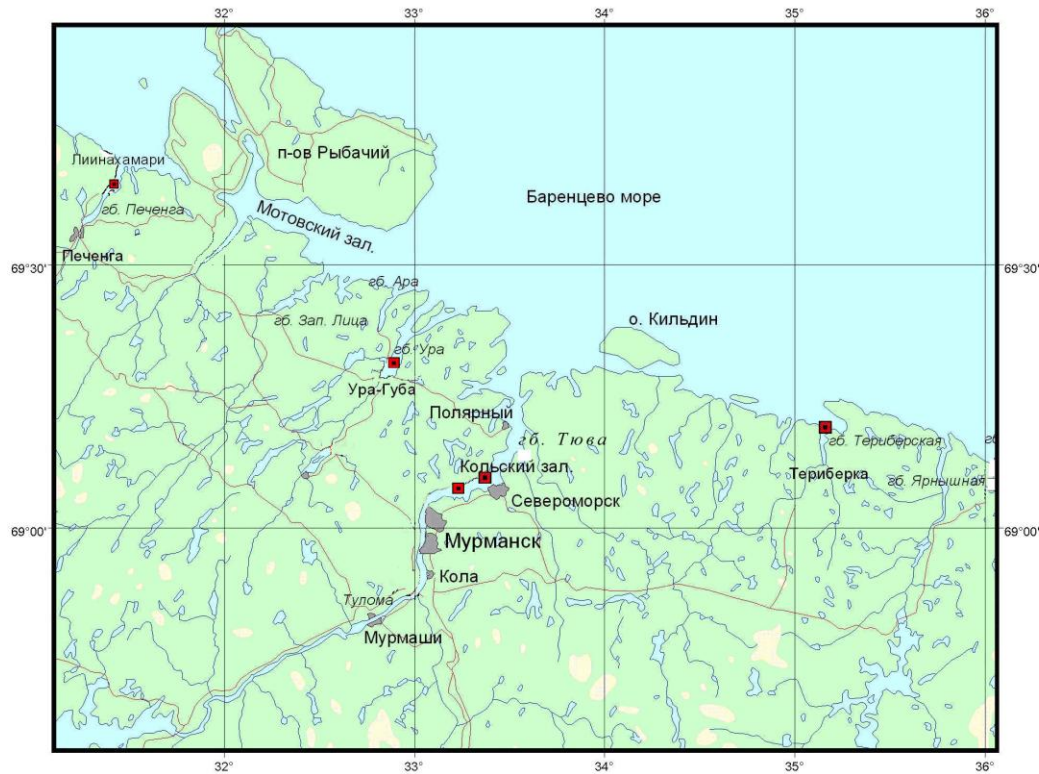 32° 33° 34° 35° 36°
п-ов Рыбачий
Лиинахамари
Баренцево море
гб. Печенга
Мотовский зал.
Печенга
69°30' 69°30'
гб. Ара
гб. Зап. Лица
о. Кильдин
гб. Ура
Ура-Губа
Полярный
гб. Тюва
гб. Териберская
Кольский зал.
Териберка
гб. Ярнышная
Североморск
69°00' 69°00'
Мурманск
Кола
Тулома
Мурмаши
32° 33° 34° 35° 36°